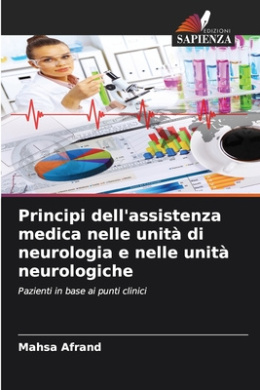 EDIZIONI
SAPIENZA
Principi dell'assistenza
medica nelle unità di
neurologia e nelle unità
neurologiche
Pazienti in base ai punti clinici
Mahsa Afrand